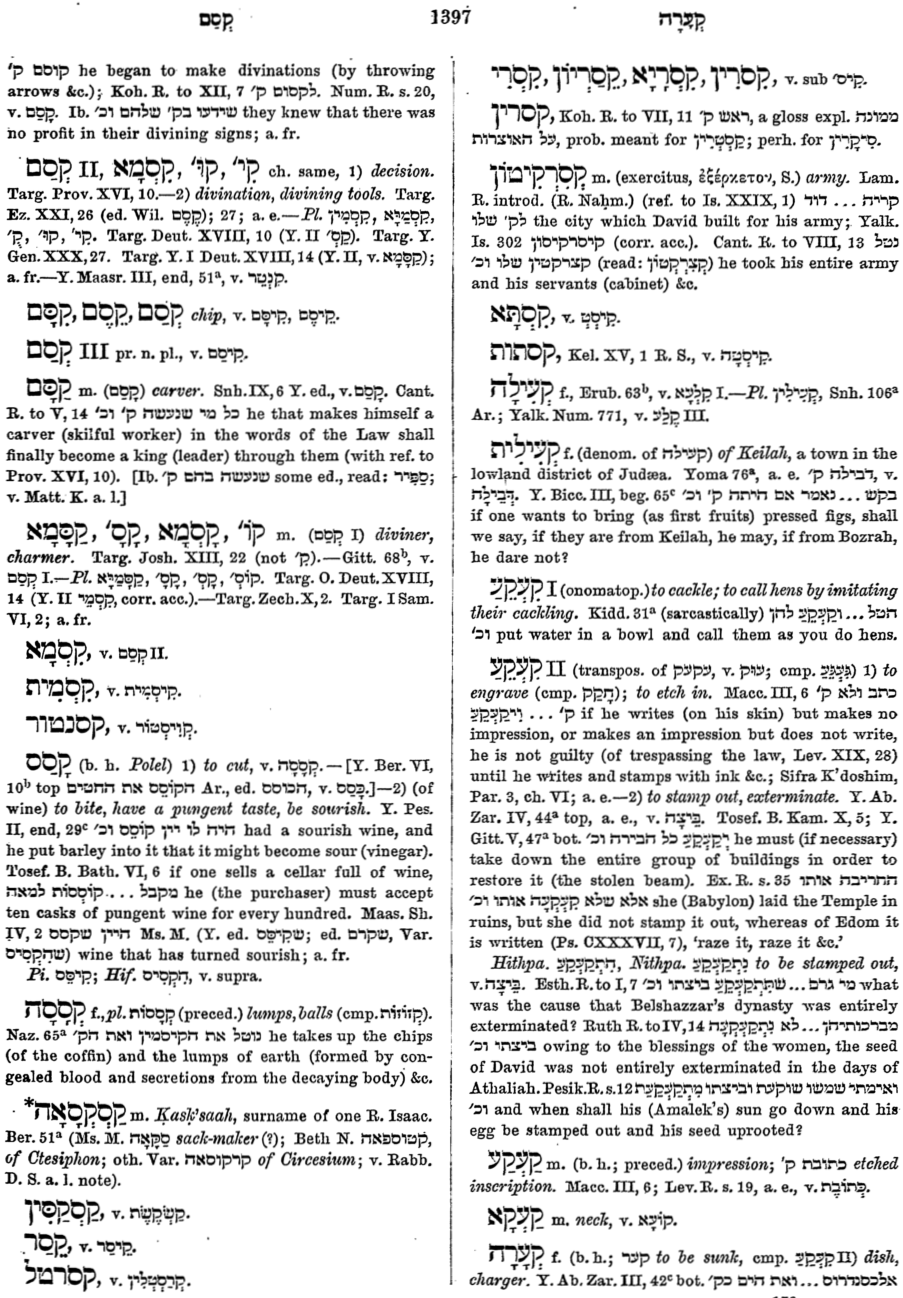 קְסַם
1397
קְעָרָה
קוסם ק׳ he began to make divinations (by throwing
arrows &c.); Koh. R. to XII, 7 לקסום ק׳. Num. R. s. 20,
v. קֶסֶם. Ib. שידעו בק׳ שלהם וכ׳ they knew that there was
no profit in their divining signs; a. fr.
קְסַם II, קִסְמָא, קוּ׳, קי׳ ch. same, 1) decision.
Targ. Prov. XVI, 10.—2) divination, divining tools. Targ.
Ez. XXI, 26 (ed. Wil. קֶסֶם); 27; a. e.—Pl. קִסְמִין, קִסְמַיָּא,
קִ׳, קוּ׳, קִי׳. Targ. Deut. XVIII, 10 (Y. II קַס׳). Targ. Y.
Gen. XXX, 27. Targ. Y. I Deut. XVIII, 14 (Y. II, v. קַסָּמָא);
a. fr.—Y. Maasr. III, end, 51ᵃ, v. קִנְטֵר.
קְסַם, קֵסֶם, קִסָּם chip, v. קֵיסָם, קֵיסָּם.
קְסַם III pr. n. pl., v. קֵיסַם.
קַסָּם m. (קָסַם) carver. Snh. IX, 6 Y. ed., v. קֶסֶם. Cant.
R. to V, 14 כל מי שנעשה ק׳ וכ׳ he that makes himself a
carver (skilful worker) in the words of the Law shall
finally become a king (leader) through them (with ref. to
Prov. XVI, 10). [Ib. שנעשה בהם ק׳ some ed., read: סַפִּיר;
v. Matt. K. a. l.]
קַסָּמָא, קָס׳, קָסְמָא, קוֹ׳ m. (קְסַם I) diviner,
charmer. Targ. Josh. XIII, 22 (not קִ׳).—Gitt. 68ᵇ, v.
קְסַם I.—Pl. קַסָּמַיָּא, קָס׳, קָס׳, קוֹס׳. Targ. O. Deut. XVIII,
14 (Y. II קִסְמֵי, corr. acc.).—Targ. Zech. X, 2. Targ. I Sam.
VI, 2; a. fr.
קִסְמָא, v. קְסַם II.
קִסְמִית, v. קֵיסָמִית.
קסנטור, v. קְוִיסְטוֹר.
קָסַס (b. h. Polel) 1) to cut, v. קְסָסָה.—[Y. Ber. VI,
10ᵇ top הקוסס את החטים Ar., ed. הכוסס, v. כָּסַס.]—2) (of
wine) to bite, have a pungent taste, be sourish. Y. Pes.
II, end, 29ᶜ היה לו יין קוֹסֵס וכ׳ had a sourish wine, and
he put barley into it that it might become sour (vinegar).
Tosef. B. Bath. VI, 6 if one sells a cellar full of wine,
מקבל ... קוֹסְסוֹת למאה he (the purchaser) must accept
ten casks of pungent wine for every hundred. Maas. Sh.
IV, 2 היין שקסס Ms. M. (Y. ed. שקיסס; ed. שקרם, Var.
שהקסיס) wine that has turned sourish; a. fr.
Pi. קִיסֵּס; Hif. הִקְסִיס, v. supra.
קְסָסָה f., pl. קְסָסוֹת (preced.) lumps, balls (cmp. קְזוֹזוֹת).
Naz. 65ᵃ נוטל את הקיסמין ואת הק׳ he takes up the chips
(of the coffin) and the lumps of earth (formed by con-
gealed blood and secretions from the decaying body) &c.
*קַסְקְסָאָה m. Kask'saah, surname of one R. Isaac.
Ber. 51ᵃ (Ms. M. סַקָּאָה sack-maker (?); Beth N. קטוספאה,
of Ctesiphon; oth. Var. קרקוסאה of Circesium; v. Rabb.
D. S. a. l. note).
קַסְקַסִּין, v. קַשְׂקֶשֶׂת.
קֵסַר, v. קֵיסַר.
קסרטל, v. קְרַסְטְלִין.
קִסְרִין, קִסְרָיָא, קֵסַרְיוֹן, קִסְרִי, v. sub קיס׳.
קסרין, Koh. R. to VII, 11 ראש ק׳, a gloss expl. ממונה
על האוצרות, prob. meant for קַסְטְרִין; perh. for סִיקְרִין.
קִסְרְקִיטוֹן m. (exercitus, ἐξέρκετον, S.) army. Lam.
R. introd. (R. Naḥm.) (ref. to Is. XXIX, 1) קריה ... דוד
לק׳ שלו the city which David built for his army; Yalk.
Is. 302 קיסרקיסון (corr. acc.). Cant. R. to VIII, 13 נטל
קצרקטין שלו וכ׳ (read: קְצַרְקְטוֹן) he took his entire army
and his servants (cabinet) &c.
קִסְתָּא, v. קִיסְט.
קסתות, Kel. XV, 1 R. S., v. קִיסְטָה.
קְעִילָה f., Erub. 63ᵇ, v. קִלְעָא I.—Pl. קְעִילִין, Snh. 106ᵃ
Ar.; Yalk. Num. 771, v. קֶלַע III.
קְעִילִית f. (denom. of קעילה) of Keilah, a town in the
lowland district of Judæa. Yoma 76ᵃ, a. e. דבילה ק׳, v.
דְּבֵילָה. Y. Bicc. III, beg. 65ᶜ בקש ... נאמר אם היתה ק׳ וכ׳
if one wants to bring (as first fruits) pressed figs, shall
we say, if they are from Keilah, he may, if from Bozrah,
he dare not?
קִעְקַע I (onomatop.) to cackle; to call hens by imitating
their cackling. Kidd. 31ᵃ (sarcastically) הטל ... וקַעְקַע להן
וכ׳ put water in a bowl and call them as you do hens.
קִעְקַע II (transpos. of עקעק, v. עוּק; cmp. גִּעְגַּע) 1) to
engrave (cmp. חָקַק); to etch in. Macc. III, 6 כתב ולא ק׳
ק׳ ... וִיקַעְקֵעַ if he writes (on his skin) but makes no
impression, or makes an impression but does not write,
he is not guilty (of trespassing the law, Lev. XIX, 28)
until he writes and stamps with ink &c.; Sifra K'doshim,
Par. 3, ch. VI; a. e.—2) to stamp out, exterminate. Y. Ab.
Zar. IV, 44ᵃ top, a. e., v. בֵּיצָה. Tosef. B. Kam. X, 5; Y.
Gitt. V, 47ᵃ bot. יְקַעְקֵעַ כל הבירה וכ׳ he must (if necessary)
take down the entire group of buildings in order to
restore it (the stolen beam). Ex. R. s. 35 החריבה אותו
אלא שלא קִעְקְעָה אותו וכ׳ she (Babylon) laid the Temple in
ruins, but she did not stamp it out, whereas of Edom it
is written (Ps. CXXXVII, 7), 'raze it, raze it &c.'
Hithpa. הִתְקַעְקֵעַ, Nithpa. נִתְקַעְקֵעַ to be stamped out,
v. בֵּיצָה. Esth. R. to I, 7 מי גרם ... שתתקעקע ביצתו וכ׳ what
was the cause that Belshazzar's dynasty was entirely
exterminated? Ruth R. to IV, 14 מברכותיהן ... לא נִתְקַעְקְעָה
ביצתו וכ׳ owing to the blessings of the women, the seed
of David was not entirely exterminated in the days of
Athaliah. Pesik. R. s. 12 ואימתי שמשו שוקעת וביצתו מתקעקעת
וכ׳ and when shall his (Amalek's) sun go down and his
egg be stamped out and his seed uprooted?
קַעֲקַע m. (b. h.; preced.) impression; כתובת ק׳ etched
inscription. Macc. III, 6; Lev. R. s. 19, a. e., v. כְּתוֹבֶת.
קַעְקָא m. neck, v. קוֹעָא.
קְעָרָה f. (b. h.; קער to be sunk, cmp. קִעְקַע II) dish,
charger. Y. Ab. Zar. III, 42ᶜ bot. אלכסנדרוס ... ואת הים כק׳